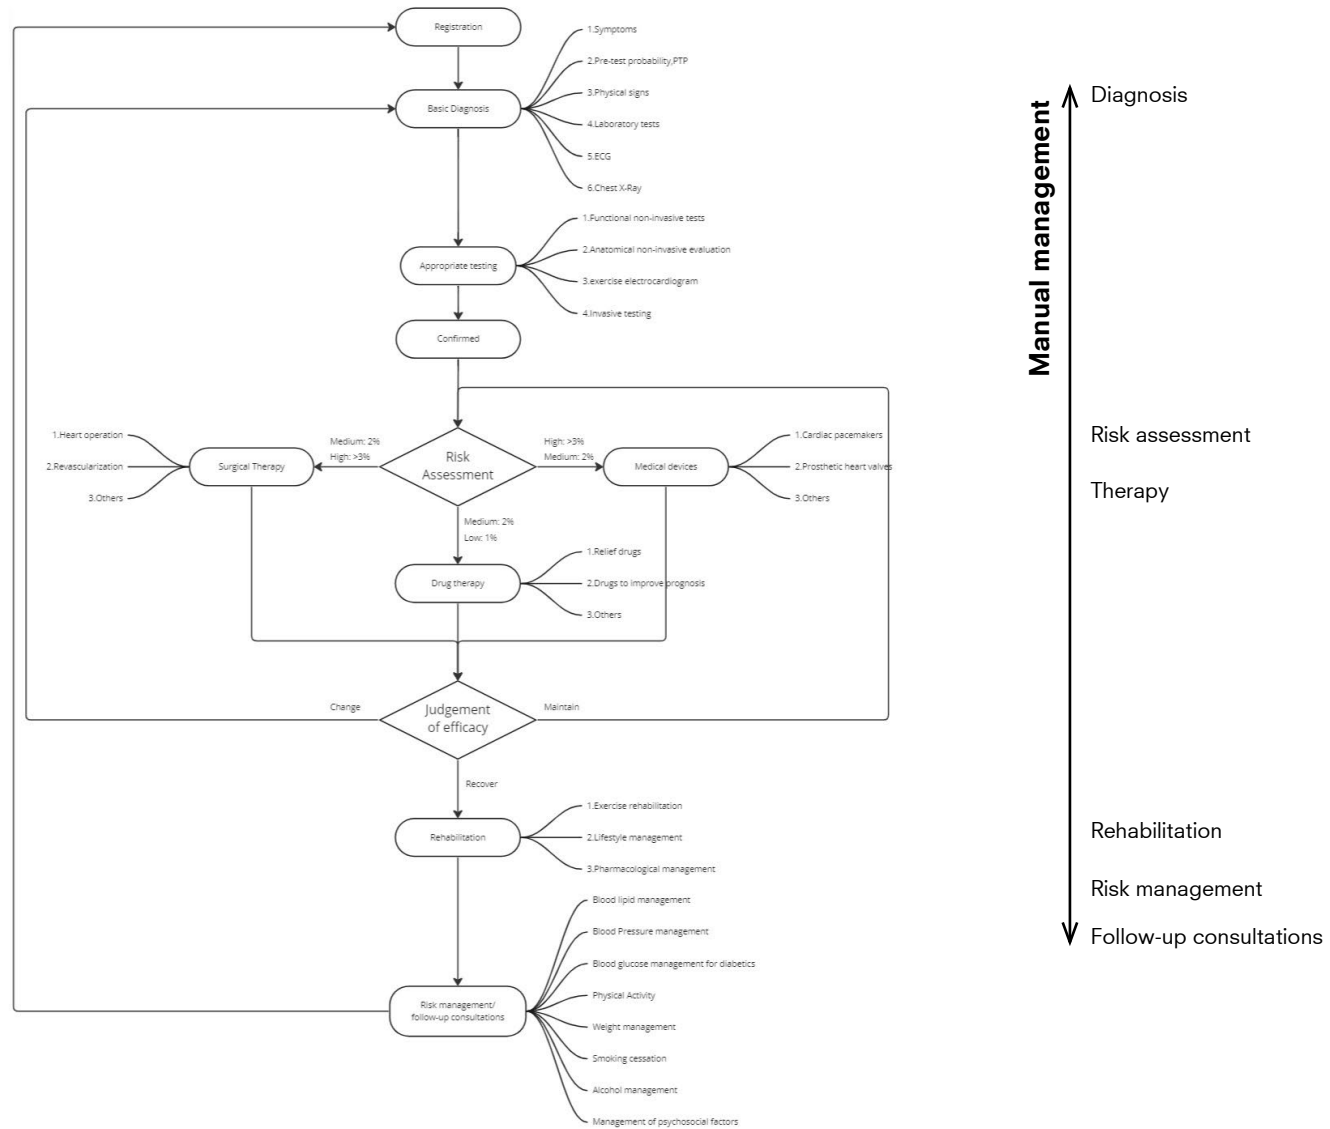 Registration
1.Symptoms
2.Pre-test probability,PTP
3.Physical signs
Basic Diagnosis
4.Laboratory tests
5.ECG
6.Chest X-Ray
1.Functional non-invasive tests
2.Anatomical non-invasive evaluation
Appropriate testing
3.exercise electrocardiogram
4.Invasive testing
Confirmed
1.Heart operation
2.Revascularization
3.Others
Surgical Therapy
Medium: 2%
High: >3%
Risk
Assessment
High: >3%
Medium: 2%
Medical devices
1.Cardiac pacemakers
2.Prosthetic heart valves
3.Others
Medium: 2%
Low: 1%
Drug therapy
1.Relief drugs
2.Drugs to improve prognosis
3.Others
Change
Judgement
of efficacy
Maintain
Recover
Rehabilitation
1.Exercise rehabilitation
2.Lifestyle management
3.Pharmacological management
Risk management/
follow-up consultations
Blood lipid management
Blood Pressure management
Blood glucose management for diabetics
Physical Activity
Weight management
Smoking cessation
Alcohol management
Management of psychosocial factors
Manual management
Diagnosis
Risk assessment
Therapy
Rehabilitation
Risk management
Follow-up consultations